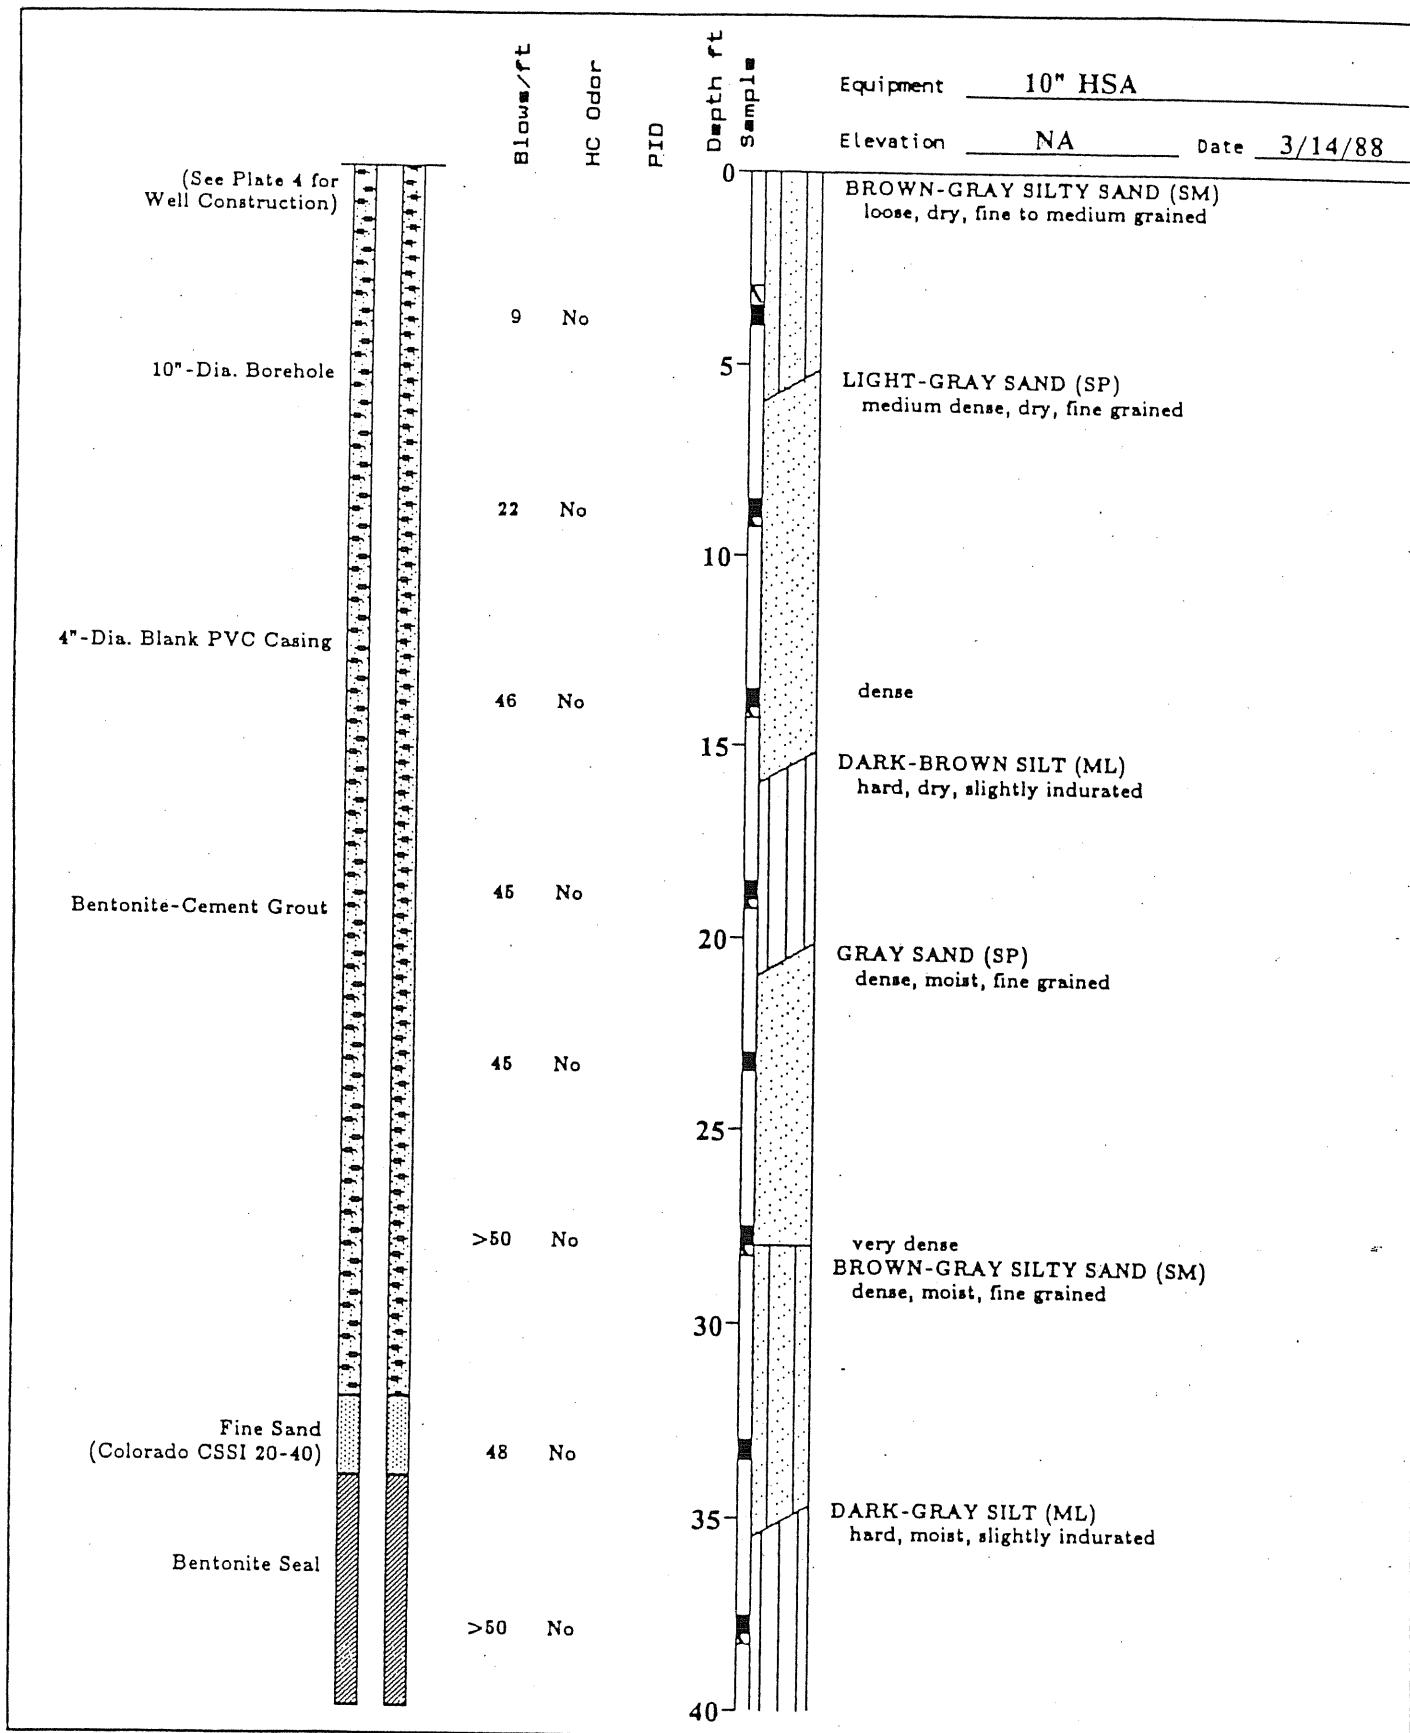 Blows/ft
HC Odor
PID
Depth ft
Sample
Equipment 10" HSA
Elevation NA Date 3/14/88
(See Plate 4 for
Well Construction)
0
BROWN-GRAY SILTY SAND (SM)
loose, dry, fine to medium grained
9 No
10"-Dia. Borehole
5
LIGHT-GRAY SAND (SP)
medium dense, dry, fine grained
22 No
10
4"-Dia. Blank PVC Casing
46 No
dense
15
DARK-BROWN SILT (ML)
hard, dry, slightly indurated
Bentonite-Cement Grout
45 No
20
GRAY SAND (SP)
dense, moist, fine grained
45 No
25
>50 No
very dense
BROWN-GRAY SILTY SAND (SM)
dense, moist, fine grained
30
Fine Sand
(Colorado CSSI 20-40)
48 No
35
DARK-GRAY SILT (ML)
hard, moist, slightly indurated
Bentonite Seal
>50 No
40